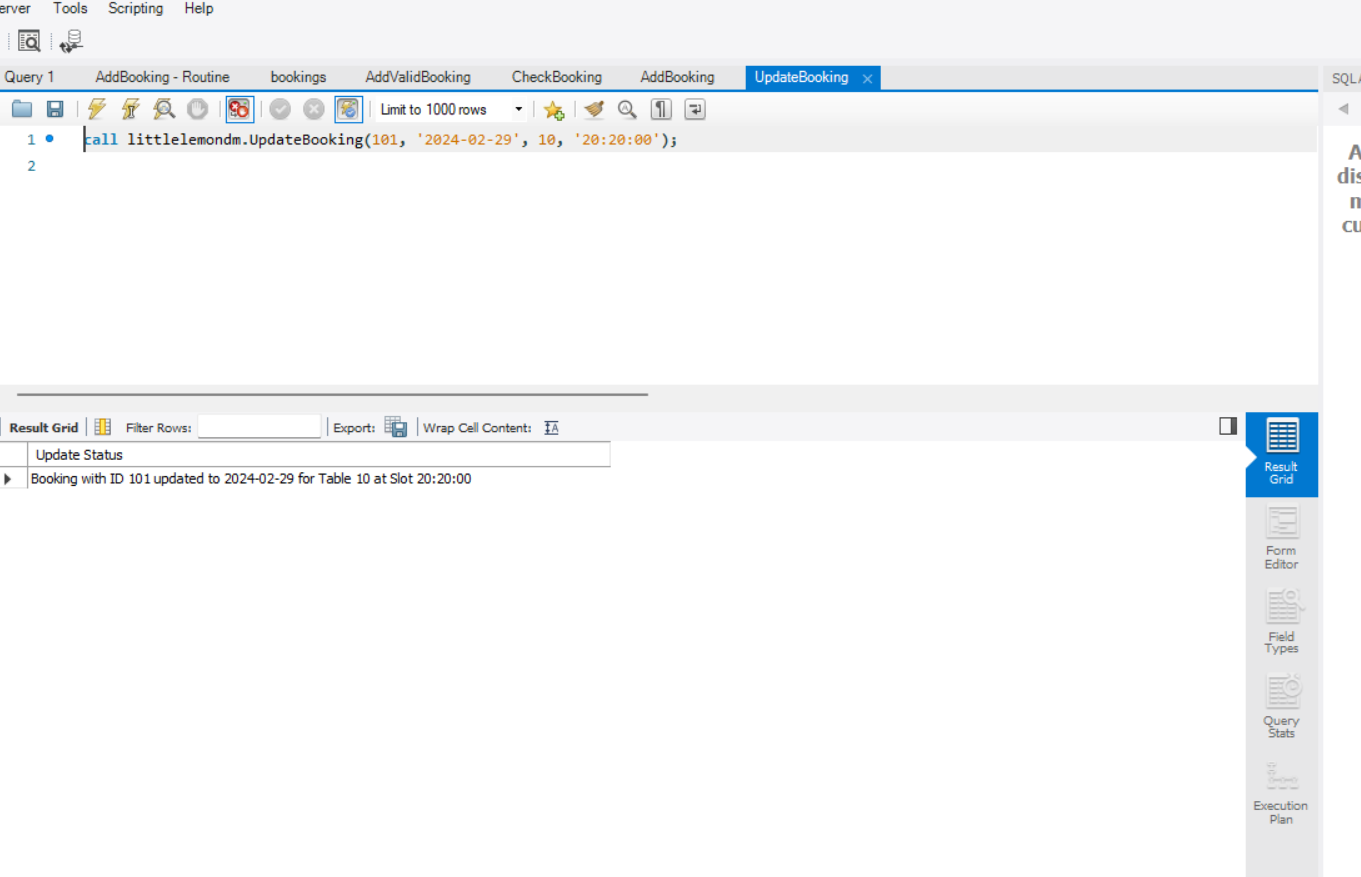 erver Tools Scripting Help
Query 1 AddBooking - Routine bookings AddValidBooking CheckBooking AddBooking UpdateBooking SQLA
Limit to 1000 rows
1 call littlelemondm.UpdateBooking(101, '2024-02-29', 10, '20:20:00');
2
A
dis
m
cu
Result Grid Filter Rows: Export: Wrap Cell Content:
Update Status
Booking with ID 101 updated to 2024-02-29 for Table 10 at Slot 20:20:00
Result
Grid
Form
Editor
Field
Types
Query
Stats
Execution
Plan